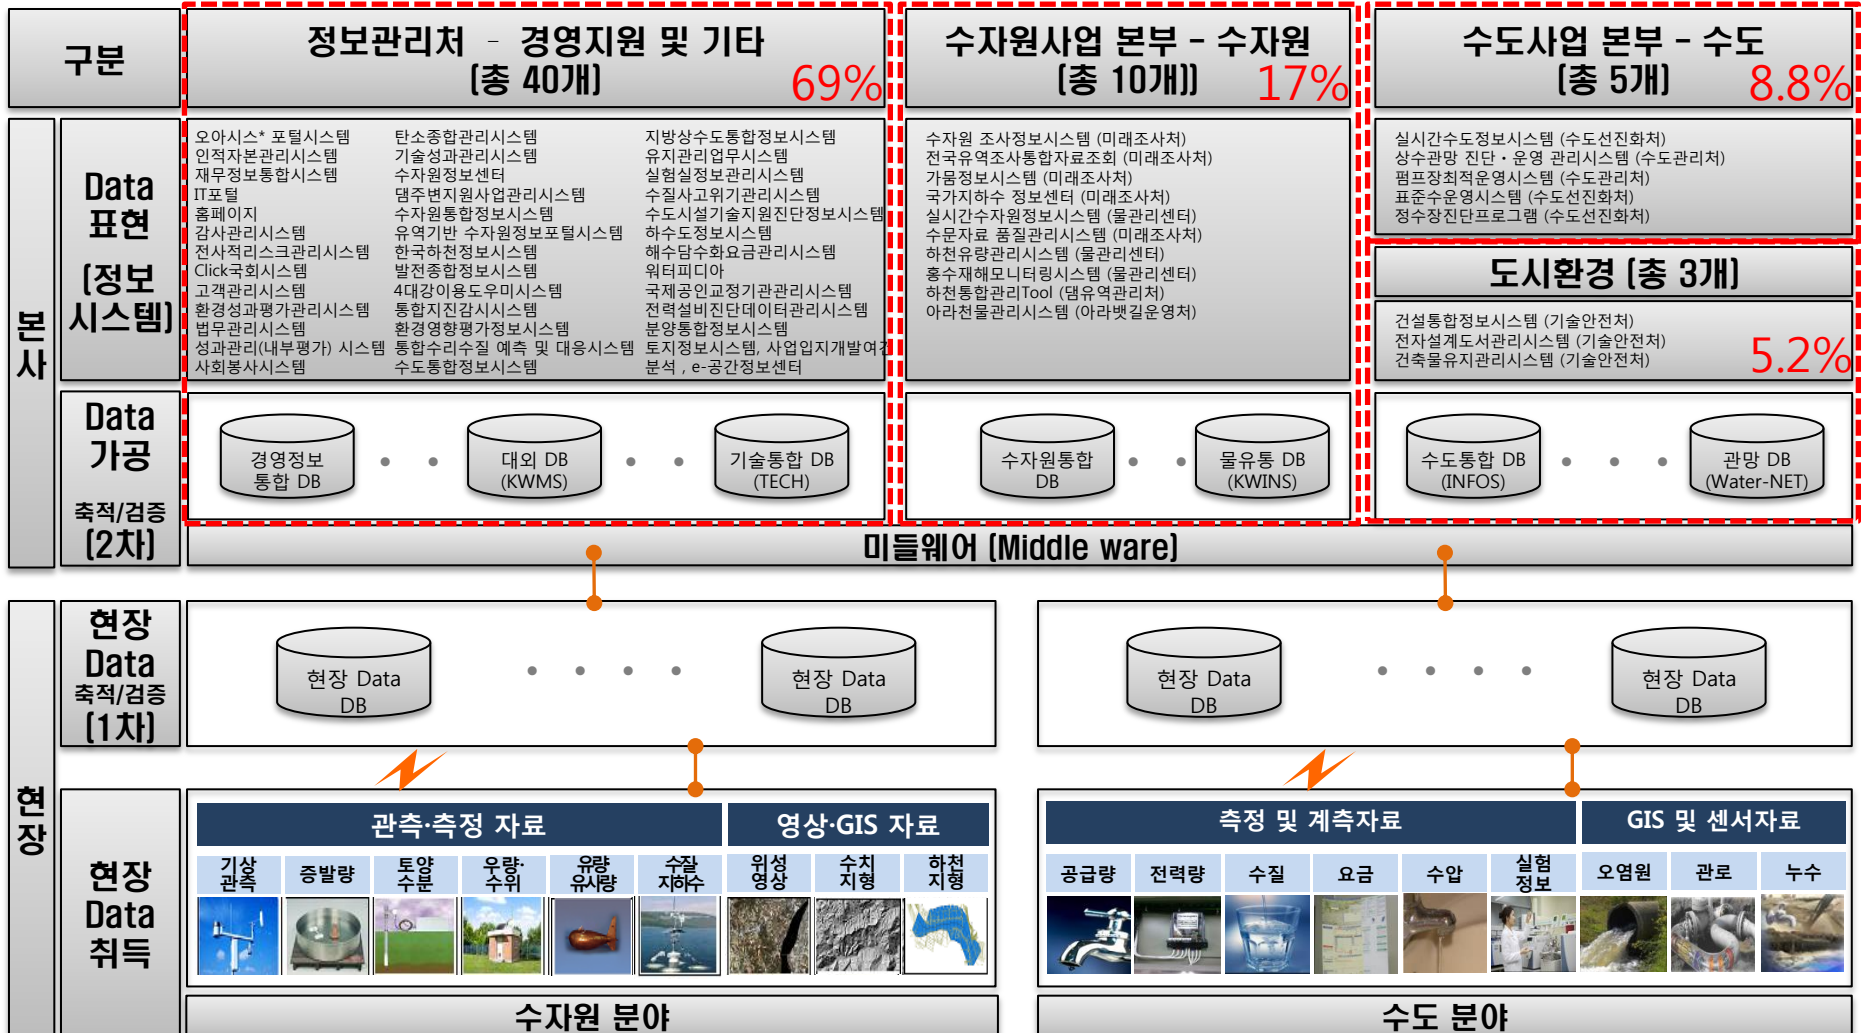 구분
정보관리처 - 경영지원 및 기타
(총 40개)
69%
수자원사업 본부 - 수자원
(총 10개))
17%
수도사업 본부 - 수도
(총 5개)
8.8%
본사
Data
표현
(정보
시스템)
오아시스* 포털시스템
인적자본관리시스템
재무정보통합시스템
IT포털
홈페이지
감사관리시스템
전사적리스크관리시스템
Click국회시스템
고객관리시스템
환경성과평가관리시스템
법무관리시스템
성과관리(내부평가) 시스템
사회봉사시스템
탄소종합관리시스템
기술성과관리시스템
수자원정보센터
댐주변지원사업관리시스템
수자원통합정보시스템
유역기반 수자원정보포털시스템
한국하천정보시스템
발전종합정보시스템
4대강이용도우미시스템
통합지진감시시스템
환경영향평가정보시스템
통합수리수질 예측 및 대응시스템
수도통합정보시스템
지방상수도통합정보시스템
유지관리업무시스템
실험실정보관리시스템
수질사고위기관리시스템
수도시설기술지원진단정보시스템
하수도정보시스템
해수담수화요금관리시스템
워터피디아
국제공인교정기관관리시스템
전력설비진단데이터관리시스템
분양통합정보시스템
토지정보시스템, 사업입지개발여건
분석 , e-공간정보센터
수자원 조사정보시스템 (미래조사처)
전국유역조사통합자료조회 (미래조사처)
가뭄정보시스템 (미래조사처)
국가지하수 정보센터 (미래조사처)
실시간수자원정보시스템 (물관리센터)
수문자료 품질관리시스템 (미래조사처)
하천유량관리시스템 (물관리센터)
홍수재해모니터링시스템 (물관리센터)
하천통합관리Tool (댐유역관리처)
아라천물관리시스템 (아라뱃길운영처)
실시간수도정보시스템 (수도선진화처)
상수관망 진단・운영 관리시스템 (수도관리처)
펌프장최적운영시스템 (수도관리처)
표준수운영시스템 (수도선진화처)
정수장진단프로그램 (수도선진화처)
도시환경 (총 3개)
건설통합정보시스템 (기술안전처)
전자설계도서관리시스템 (기술안전처)
건축물유지관리시스템 (기술안전처)
5.2%
Data
가공
축적/검증
(2차)
경영정보
통합 DB
대외 DB
(KWMS)
기술통합 DB
(TECH)
수자원통합
DB
물유통 DB
(KWINS)
수도통합 DB
(INFOS)
관망 DB
(Water-NET)
미들웨어 (Middle ware)
현장
현장
Data
축적/검증
(1차)
현장 Data
DB
현장 Data
DB
현장 Data
DB
현장 Data
DB
현장
Data
취득
관측·측정 자료
영상·GIS 자료
기상
관측
증발량
토양
수분
우량·
수위
유량·
유사량
수질·
지하수
위성
영상
수치
지형
하천
지형
수자원 분야
측정 및 계측자료
GIS 및 센서자료
공급량
전력량
수질
요금
수압
실험
정보
오염원
관로
누수
수도 분야